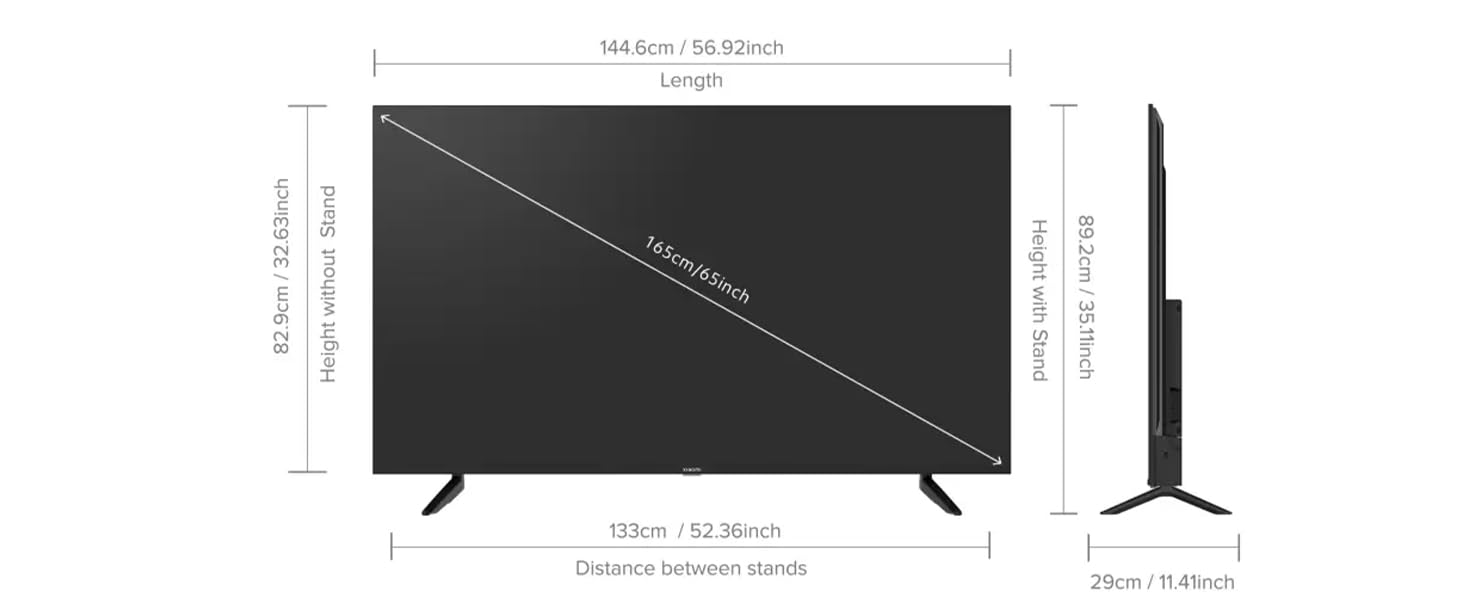 144.6cm / 56.92inch
Length
82.9cm / 32.63inch
Height without Stand
165cm/65inch
Height with Stand
89.2cm / 35.11inch
XIAOMI
133cm / 52.36inch
Distance between stands
29cm / 11.41inch